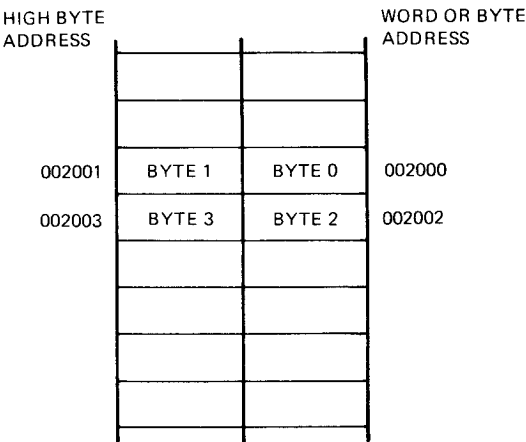 HIGH BYTE
ADDRESS
WORD OR BYTE
ADDRESS
002001 BYTE 1 BYTE 0 002000
002003 BYTE 3 BYTE 2 002002